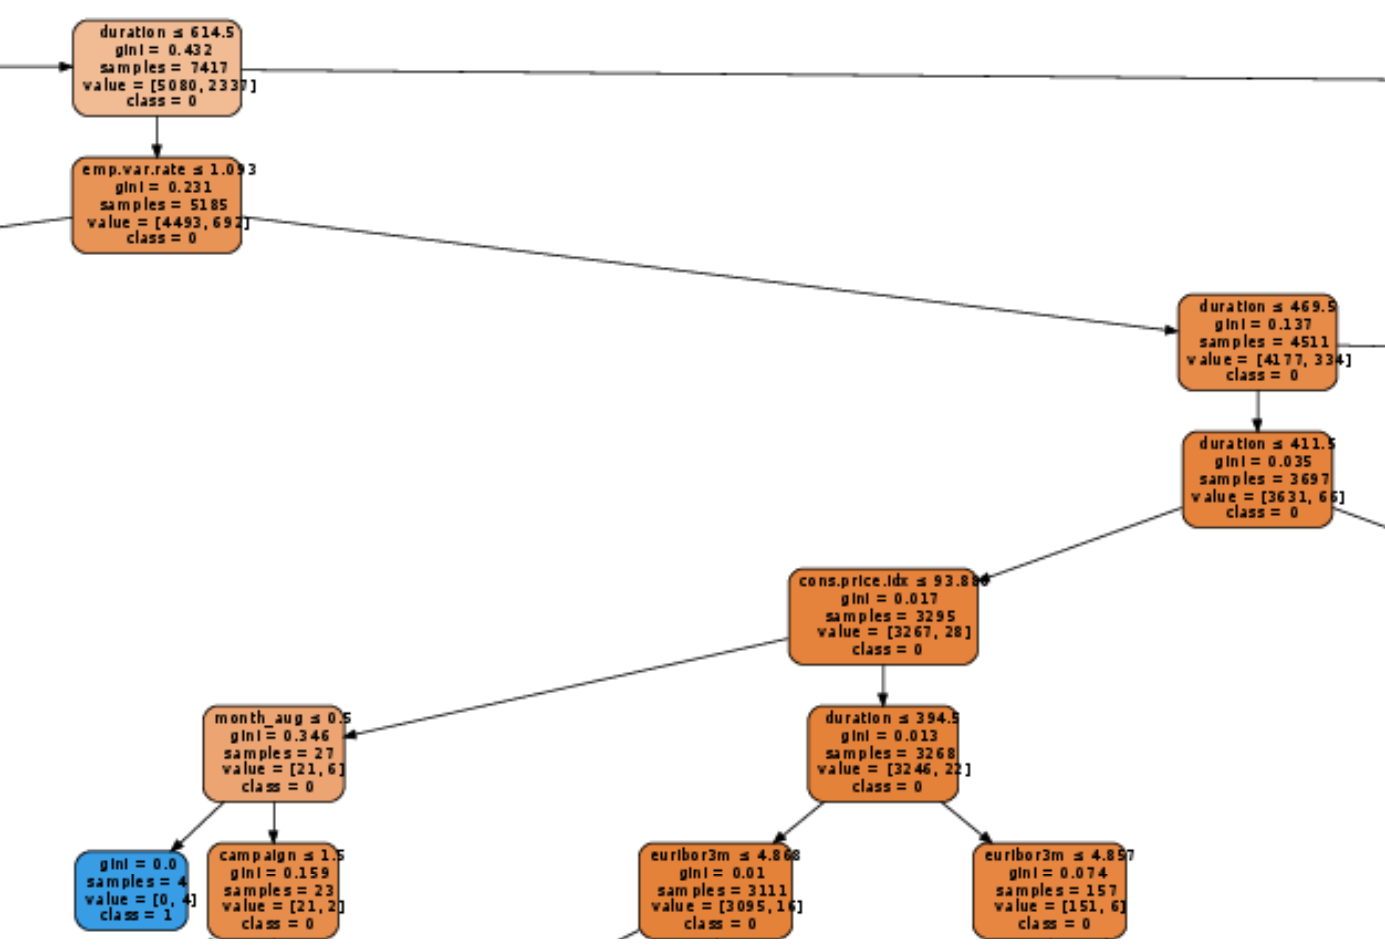 duration ≤ 614.5
gini = 0.432
samples = 7417
value = [5080, 2337]
class = 0
emp.var.rate ≤ 1.093
gini = 0.231
samples = 5185
value = [4493, 692]
class = 0
duration ≤ 469.5
gini = 0.137
samples = 4511
value = [4177, 334]
class = 0
duration ≤ 411.5
gini = 0.035
samples = 3697
value = [3631, 66]
class = 0
cons.price.idx ≤
gini = 0.017
samples = 3295
value = [3267, 28]
class = 0
month_aug ≤ 0.5
gini = 0.346
samples = 27
value = [21, 6]
class = 0
duration ≤ 394.5
gini = 0.013
samples = 3268
value = [3246, 22]
class = 0
gini = 0.0
samples = 4
value = [0, 4]
class = 1
campaign ≤ 1.5
gini = 0.159
samples = 23
value = [21, 2]
class = 0
euribor3m ≤ 4.868
gini = 0.01
samples = 3111
value = [3095, 16]
class = 0
euribor3m ≤ 4.857
gini = 0.074
samples = 157
value = [151, 6]
class = 0